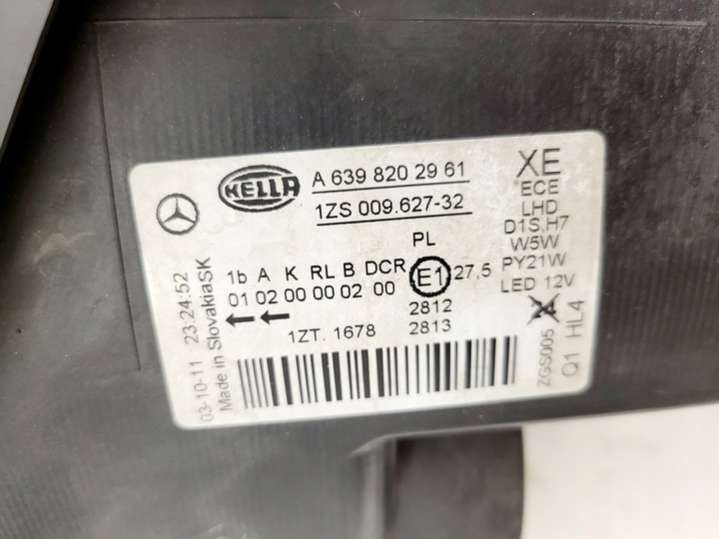 HELLA
A 639 820 29 61
1ZS 009.627-32
XE
ECE
LHD
D1S,H7
W5W
PY21W
LED 12V
PL
1b A K RL B DCR
01 02 00 00 02 00
E1
27,5
2812
2813
1ZT. 1678
03-10-11 23:24:52
Made in SlovakiaSK
ZGS005
Q1 HL4